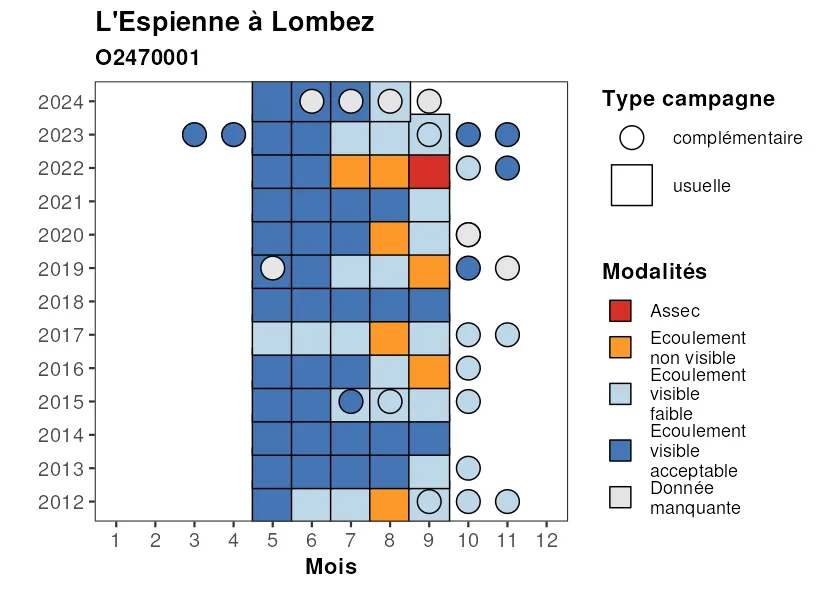 L'Espienne à Lombez
O2470001
2024
2023
2022
2021
2020
2019
2018
2017
2016
2015
2014
2013
2012
1 2 3 4 5 6 7 8 9 10 11 12
Mois
Type campagne
complémentaire
usuelle
Modalités
Assec
Ecoulement
non visible
Ecoulement
visible
faible
Ecoulement
visible
acceptable
Donnée
manquante